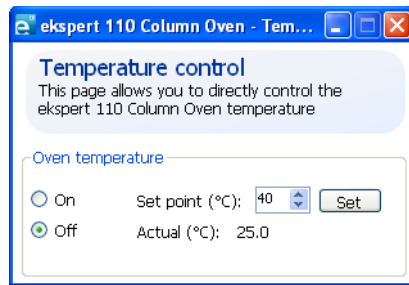 ekspert 110 Column Oven - Tem...
Temperature control
This page allows you to directly control the
ekspert 110 Column Oven temperature
Oven temperature
On Set point (°C): 40 Set
Off Actual (°C): 25.0